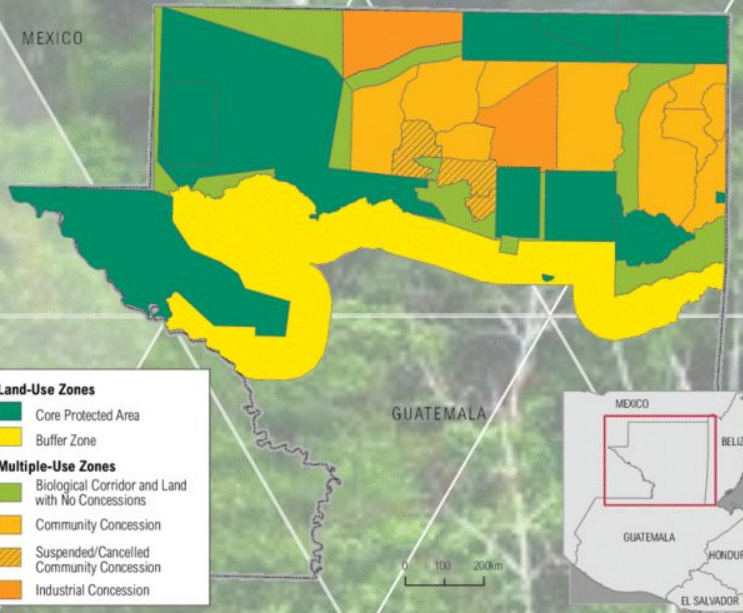 MEXICO
GUATEMALA
Land-Use Zones
Core Protected Area
Buffer Zone
Multiple-Use Zones
Biological Corridor and Land
with No Concessions
Community Concession
Suspended/Cancelled
Community Concession
Industrial Concession
0 100 200km
MEXICO
BELIZ
GUATEMALA
HONDUR
EL SALVADOR